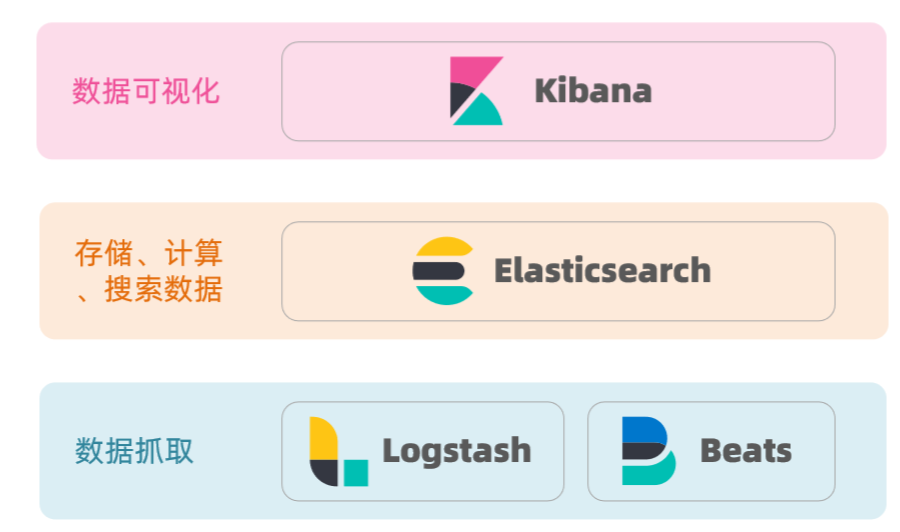 数据可视化
Kibana
存储、计算
、搜索数据
Elasticsearch
数据抓取
Logstash
Beats